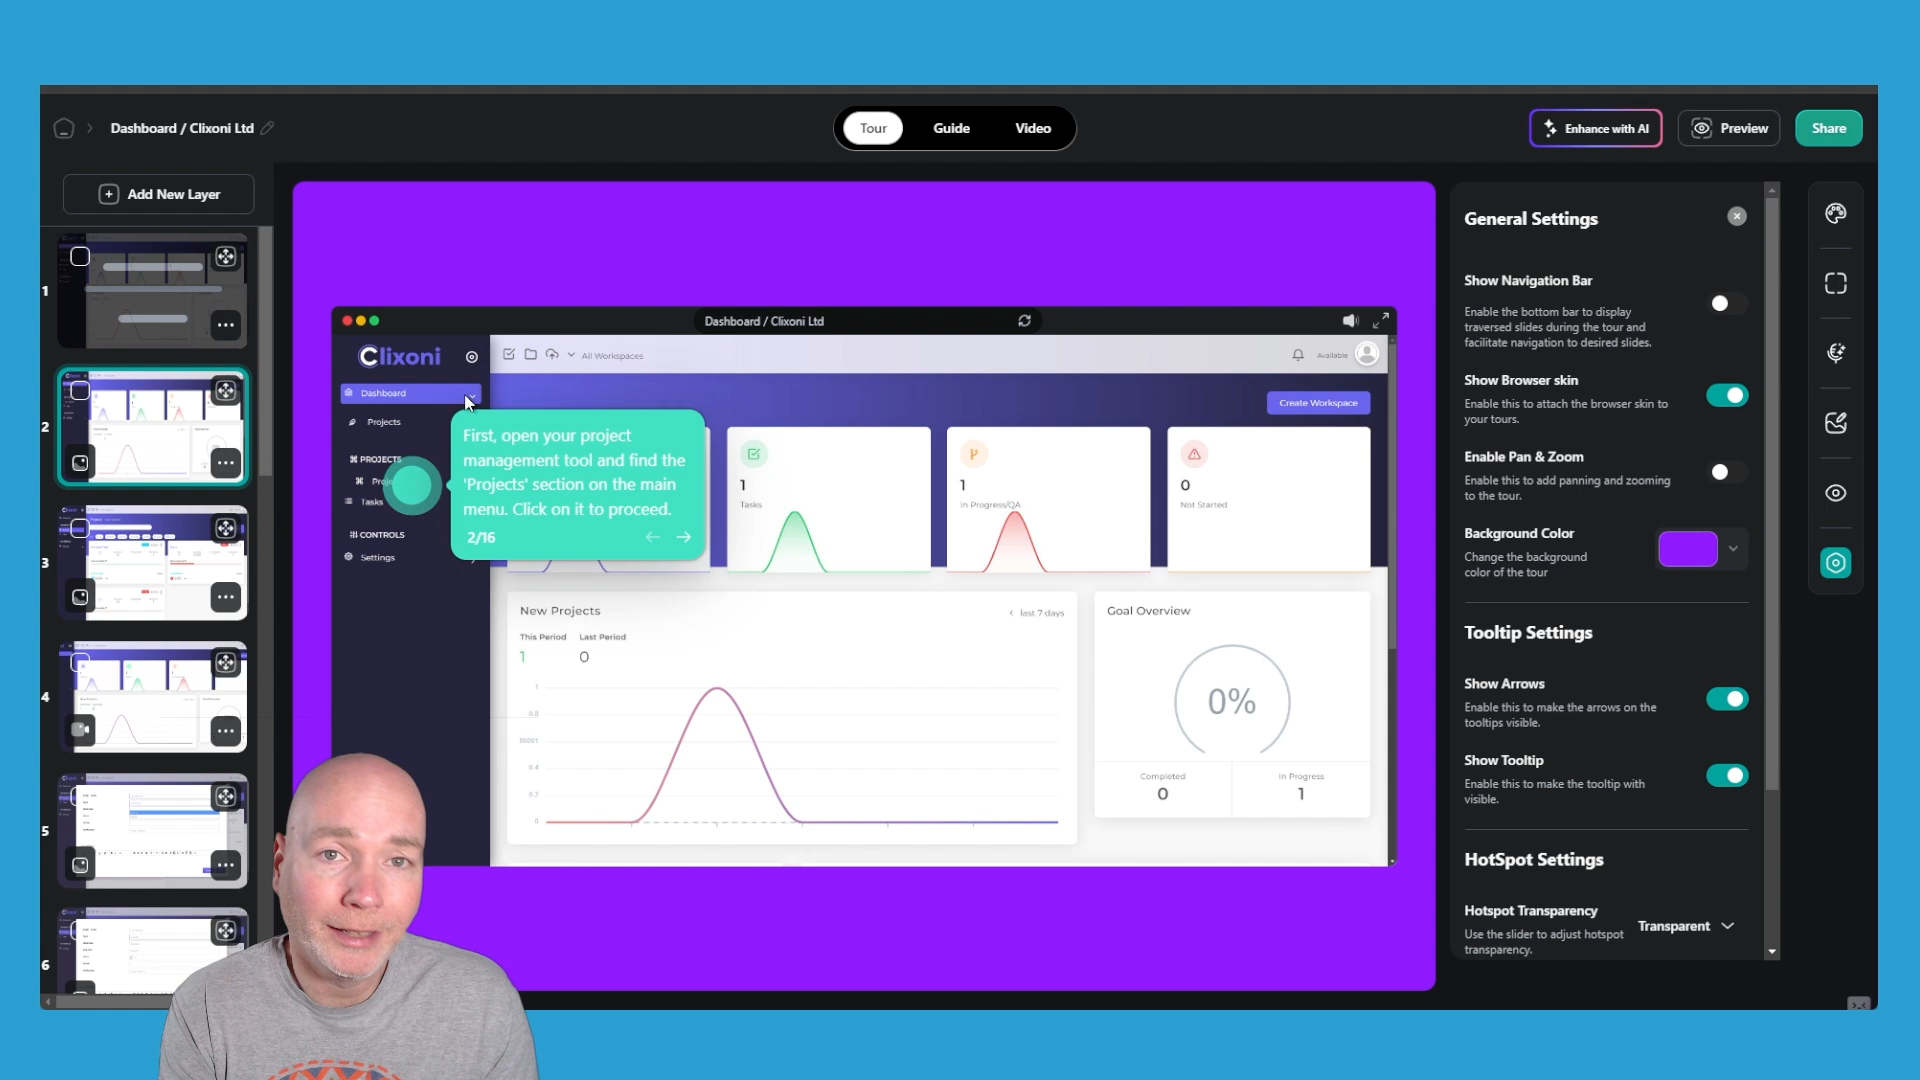 Dashboard / Clixoni Ltd
Tour
Guide
Video
Enhance with AI
Preview
Share
Add New Layer
1
2
3
4
5
6
Dashboard / Clixoni Ltd
Clixoni
All Workspaces
Available
Dashboard
Projects
PROJECTS
Proje
Tasks
CONTROLS
Settings
First, open your project
management tool and find the
'Projects' section on the main
menu. Click on it to proceed.
2/16
Create Workspace
1
Tasks
1
In Progress/QA
0
Not Started
New Projects
last 7 days
This Period
Last Period
1
0
1
0.4
0.2
0
Goal Overview
0%
Completed
0
In Progress
1
General Settings
Show Navigation Bar
Enable the bottom bar to display
traversed slides during the tour and
facilitate navigation to desired slides.
Show Browser skin
Enable this to attach the browser skin to
your tours.
Enable Pan & Zoom
Enable this to add panning and zooming
to the tour.
Background Color
Change the background
color of the tour
Tooltip Settings
Show Arrows
Enable this to make the arrows on the
tooltips visible.
Show Tooltip
Enable this to make the tooltip with
visible.
HotSpot Settings
Hotspot Transparency
Use the slider to adjust hotspot
transparency.
Transparent